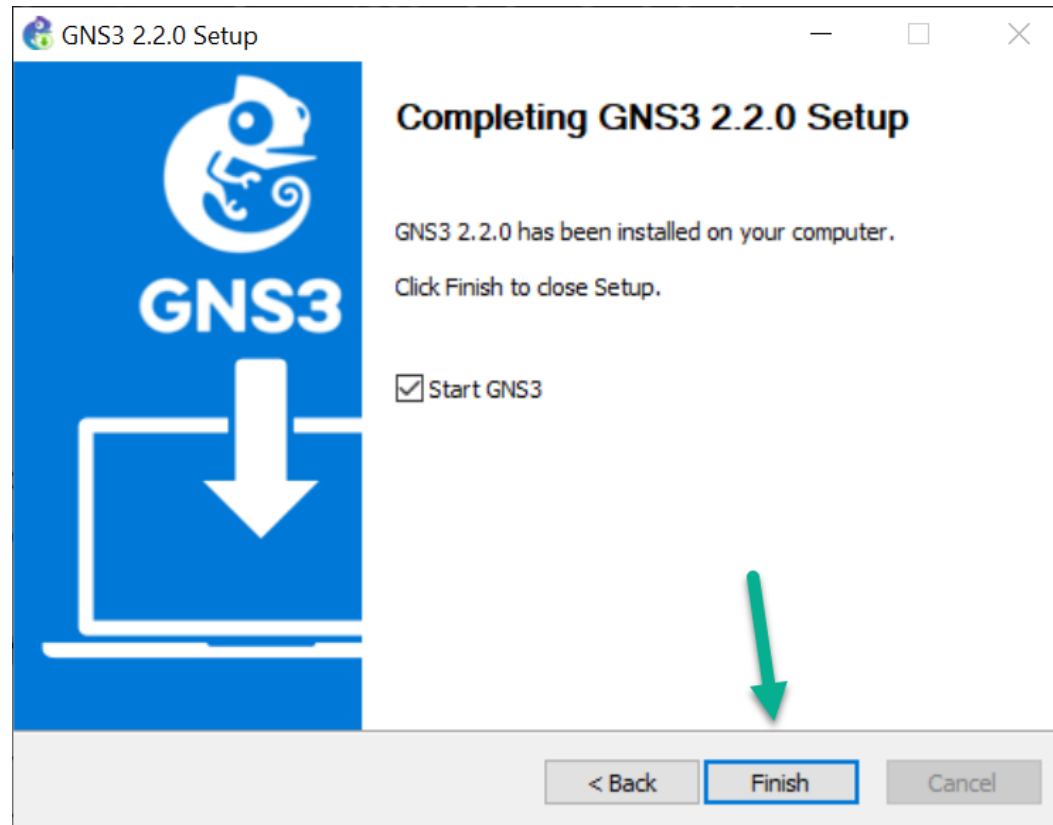 GNS3 2.2.0 Setup
Completing GNS3 2.2.0 Setup
GNS3 2.2.0 has been installed on your computer.
Click Finish to close Setup.
GNS3
Start GNS3
< Back
Finish
Cancel